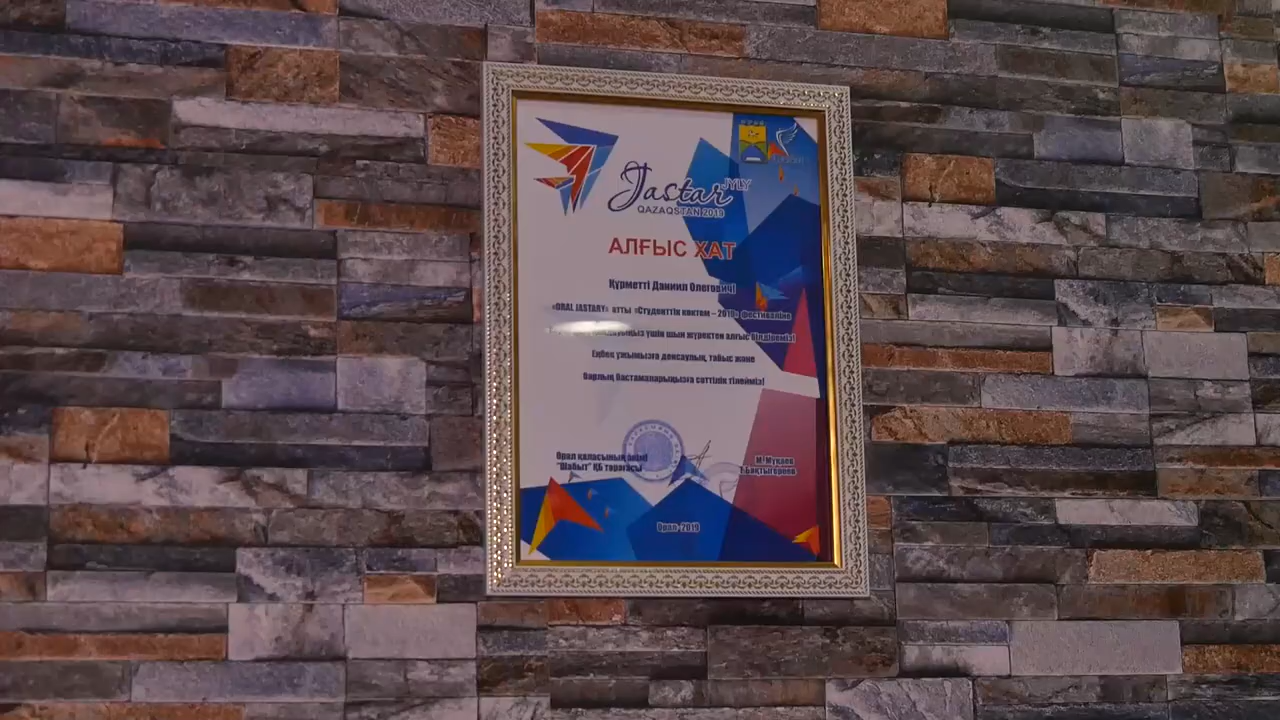 Jastar JYLY
QAZAQSTAN 2019
АЛҒЫС ХАТ
Құрметті Даниил Олегович!
«ORAL JASTARY» атты «Студенттік көктем – 2019» фестиваліне
үшін шын жүректен алғыс білдіреміз!
Еңбек ұжымыңызға денсаулық, табыс және
барлық бастамаларыңызға сәттілік тілейміз!
Орал қаласының әкімі М. Мұқаев
"Шабыт" ҚБ төрағасы Т. Бақтыгереев
Орал-2019